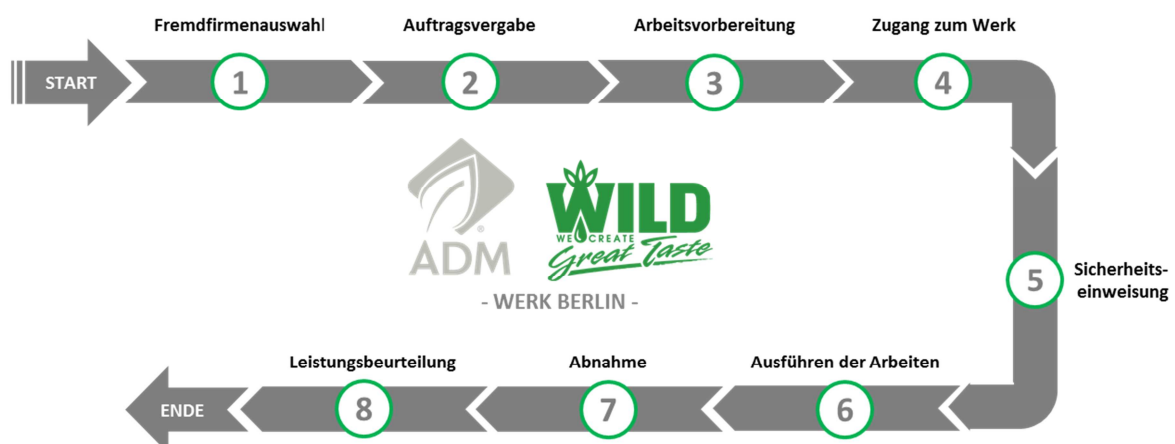 Fremdfirmenauswahl
Auftragsvergabe
Arbeitsvorbereitung
Zugang zum Werk
START
1
2
3
4
ADM
®
WILD
WE CREATE
Great Taste
- WERK BERLIN -
5
Sicherheits-
einweisung
Leistungsbeurteilung
Abnahme
Ausführen der Arbeiten
ENDE
8
7
6